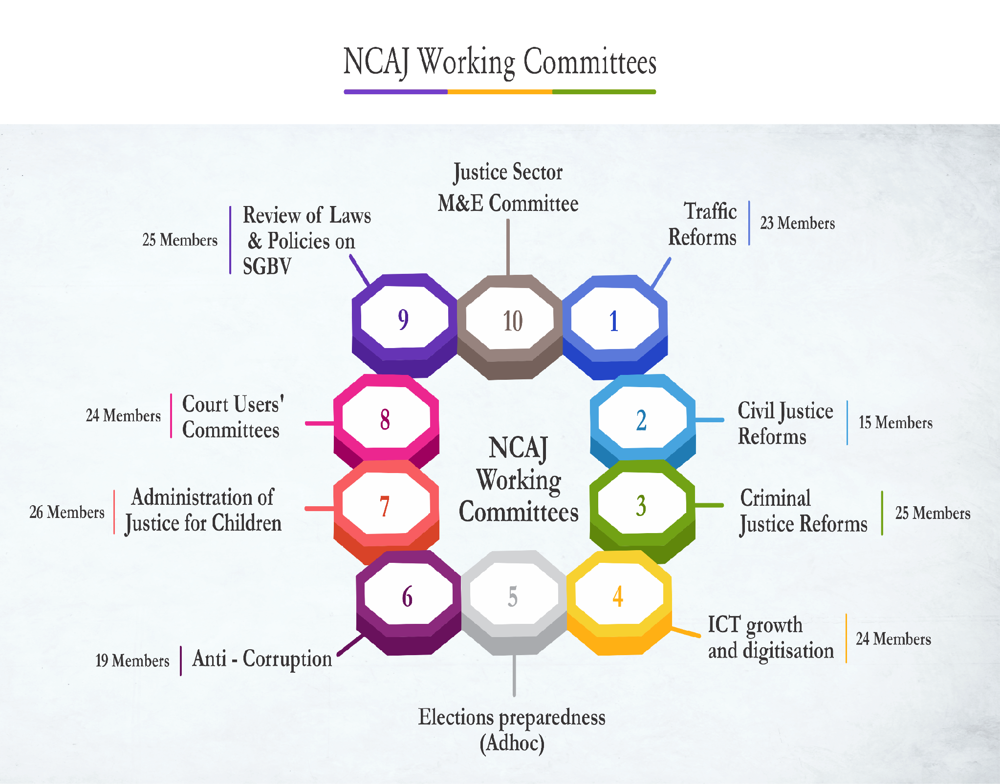 NCAJ Working Committees
Justice Sector
M&E Committee
Traffic
Reforms
23 Members
25 Members
Review of Laws
& Policies on
SGBV
9
10
1
24 Members
Court Users'
Committees
8
2
Civil Justice
Reforms
15 Members
NCAJ
Working
Committees
26 Members
Administration of
Justice for Children
7
3
Criminal
Justice Reforms
25 Members
6
5
4
ICT growth
and digitisation
24 Members
19 Members
Anti - Corruption
Elections preparedness
(Adhoc)